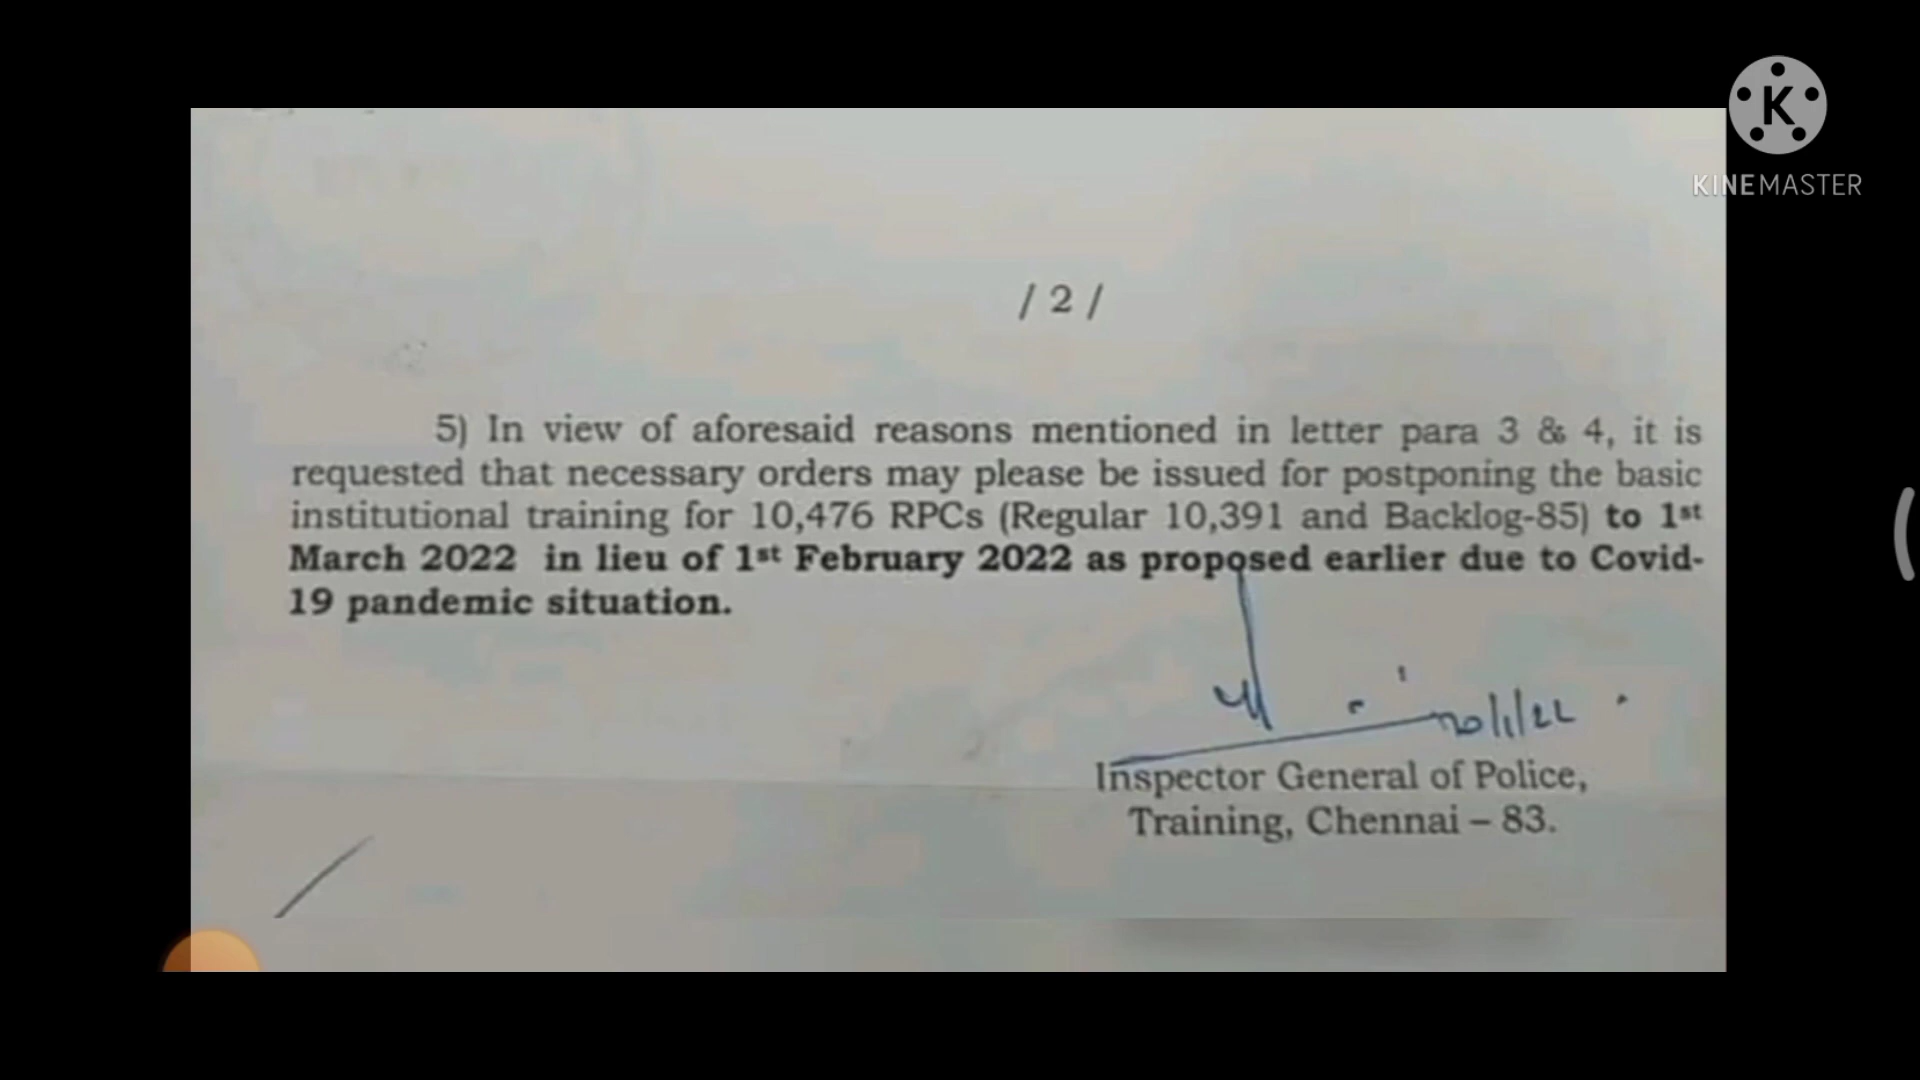 K
KINEMASTER
/ 2 /
5) In view of aforesaid reasons mentioned in letter para 3 & 4, it is
requested that necessary orders may please be issued for postponing the basic
institutional training for 10,476 RPCs (Regular 10,391 and Backlog-85) to 1st
March 2022 in lieu of 1st February 2022 as proposed earlier due to Covid-
19 pandemic situation.
20/1/22
Inspector General of Police,
Training, Chennai – 83.